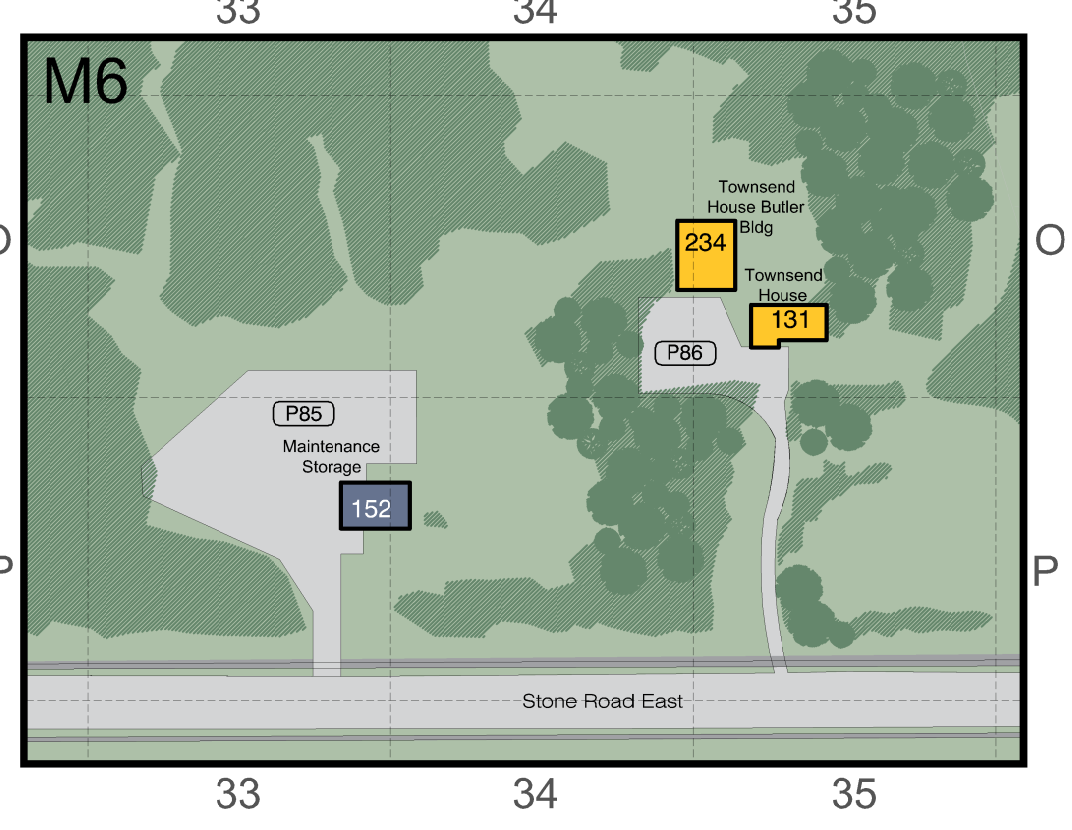 33 34 35
M6
Townsend
House Butler
Bldg
234
O O
Townsend
House
131
P86
P85
Maintenance
Storage
152
P P
Stone Road East
33 34 35